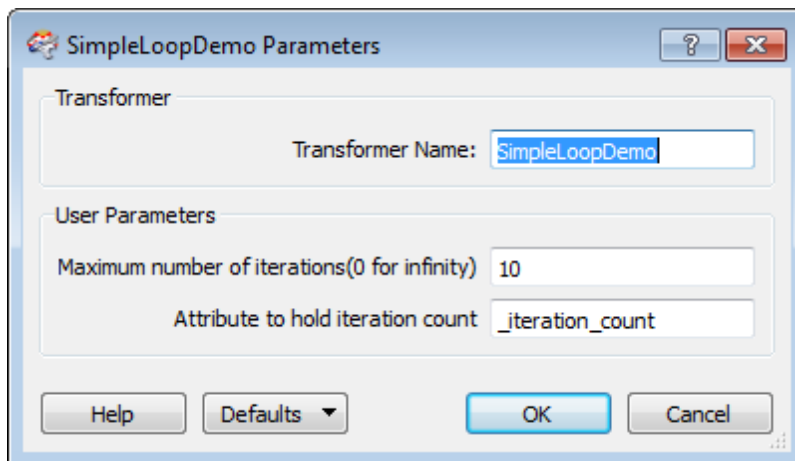 SimpleLoopDemo Parameters
?
Transformer
Transformer Name: SimpleLoopDemo
User Parameters
Maximum number of iterations(0 for infinity) 10
Attribute to hold iteration count _iteration_count
Help Defaults OK Cancel